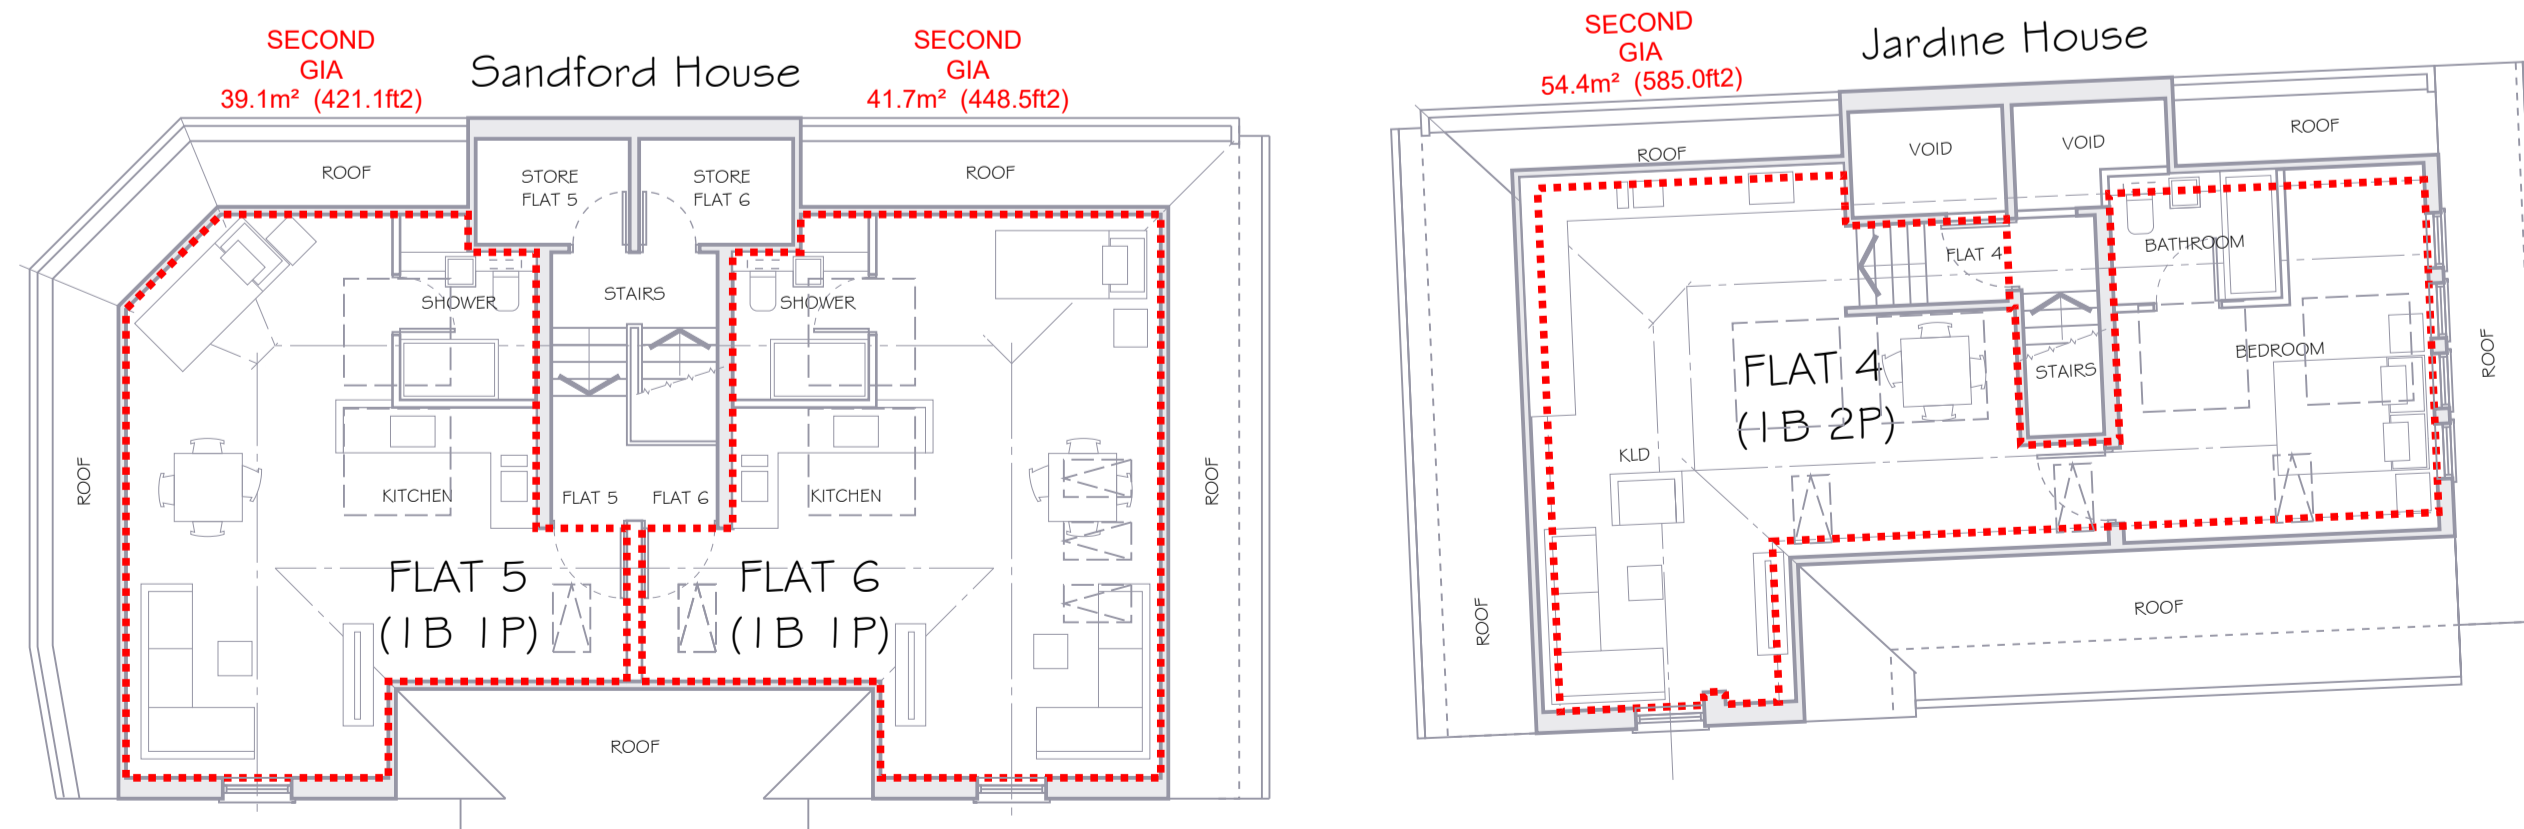 SECOND
GIA
39.1m² (421.1ft2)
Sandford House
SECOND
GIA
41.7m² (448.5ft2)
ROOF
STORE
FLAT 5
STORE
FLAT 6
ROOF
SHOWER
STAIRS
SHOWER
ROOF
KITCHEN
FLAT 5
FLAT 6
KITCHEN
ROOF
FLAT 5
(1B 1P)
FLAT 6
(1B 1P)
ROOF
SECOND
GIA
54.4m² (585.0ft2)
Jardine House
ROOF
VOID
VOID
ROOF
FLAT 4
BATHROOM
FLAT 4
(1B 2P)
STAIRS
BEDROOM
ROOF
KLD
ROOF
ROOF